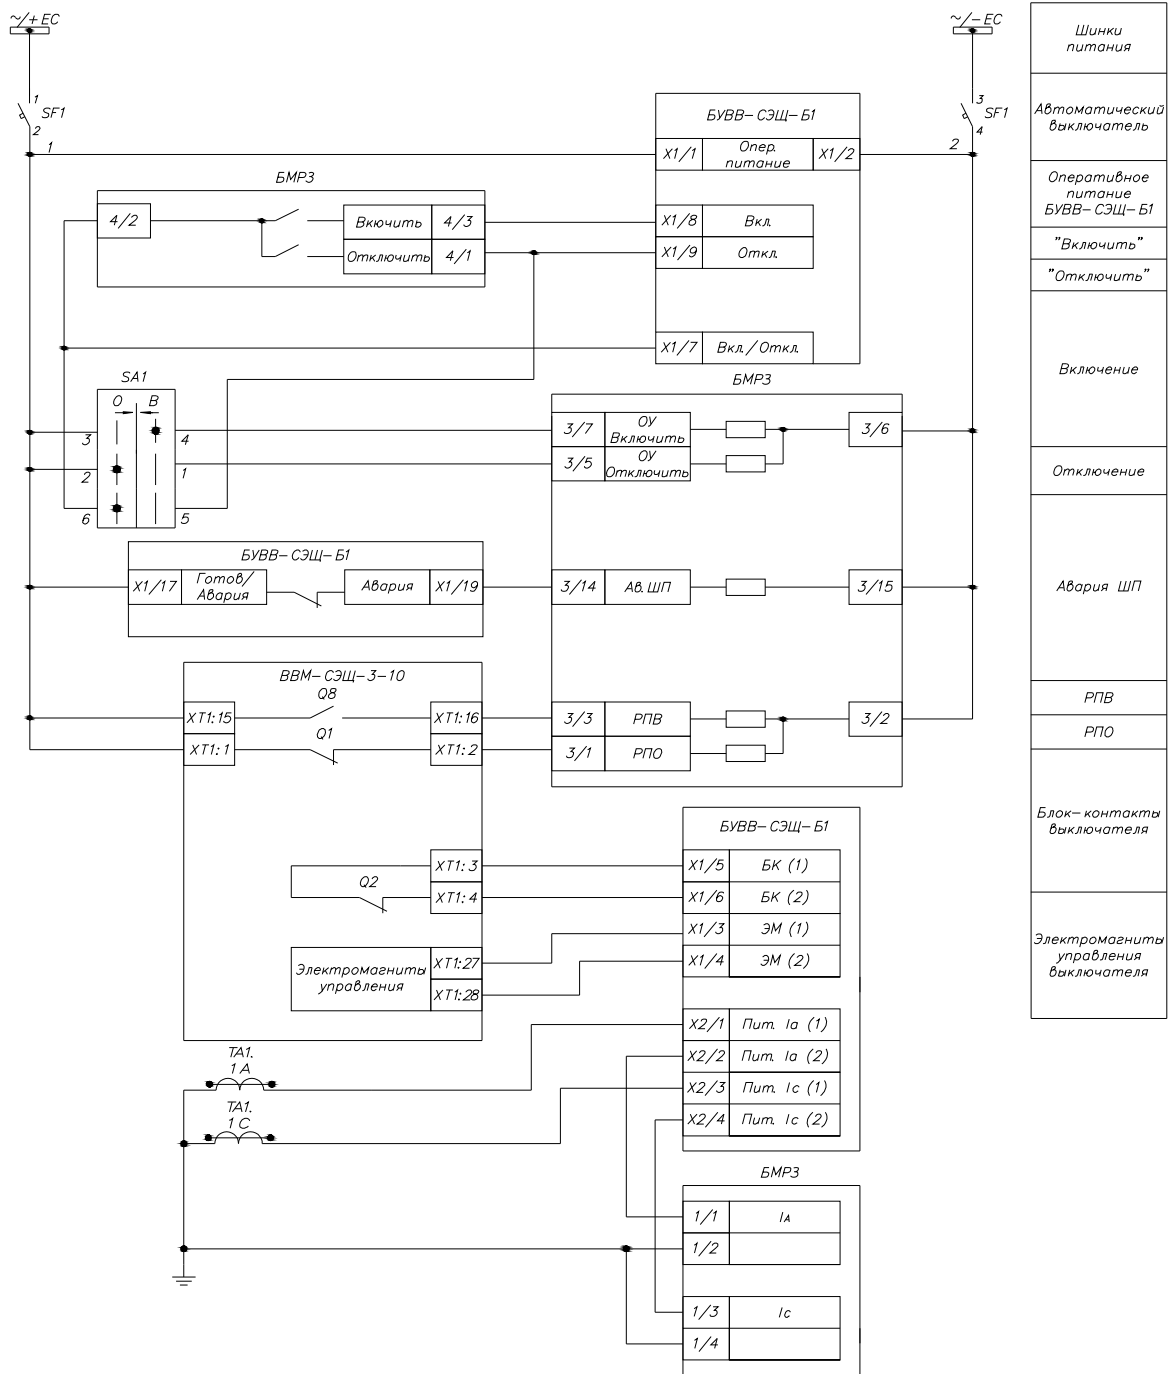 ~/+ЕС
~/-ЕС
Шинки
питания
1
SF1
2
3
SF1
4
Автоматический
выключатель
1
2
БУВВ-СЭЩ-Б1
X1/1
Опер.
питание
X1/2
Оперативное
питание
БУВВ-СЭЩ-Б1
БМРЗ
4/2
Вкючить
4/3
Отключить
4/1
X1/8
Вкл.
X1/9
Откл.
"Включить"
"Отключить"
X1/7
Вкл./Откл.
Включение
SA1
О
В
3
4
2
1
6
5
БМРЗ
3/7
ОУ
Включить
3/6
3/5
ОУ
Отключить
Отключение
БУВВ-СЭЩ-Б1
X1/17
Готов/
Авария
Авария
X1/19
3/14
Ав. ШП
3/15
Авария ШП
ВВМ-СЭЩ-3-10
Q8
XT1:15
XT1:16
Q1
XT1:1
XT1:2
3/3
РПВ
3/2
3/1
РПО
РПВ
РПО
XT1:3
Q2
XT1:4
Электромагниты
управления
XT1:27
XT1:28
БУВВ-СЭЩ-Б1
X1/5
БК (1)
X1/6
БК (2)
X1/3
ЭМ (1)
X1/4
ЭМ (2)
Блок-контакты
выключателя
Электромагниты
управления
выключателя
X2/1
Пит. Iа (1)
X2/2
Пит. Iа (2)
X2/3
Пит. Iс (1)
X2/4
Пит. Iс (2)
ТА1.
1 А
ТА1.
1 С
БМРЗ
1/1
IА
1/2
1/3
Iс
1/4